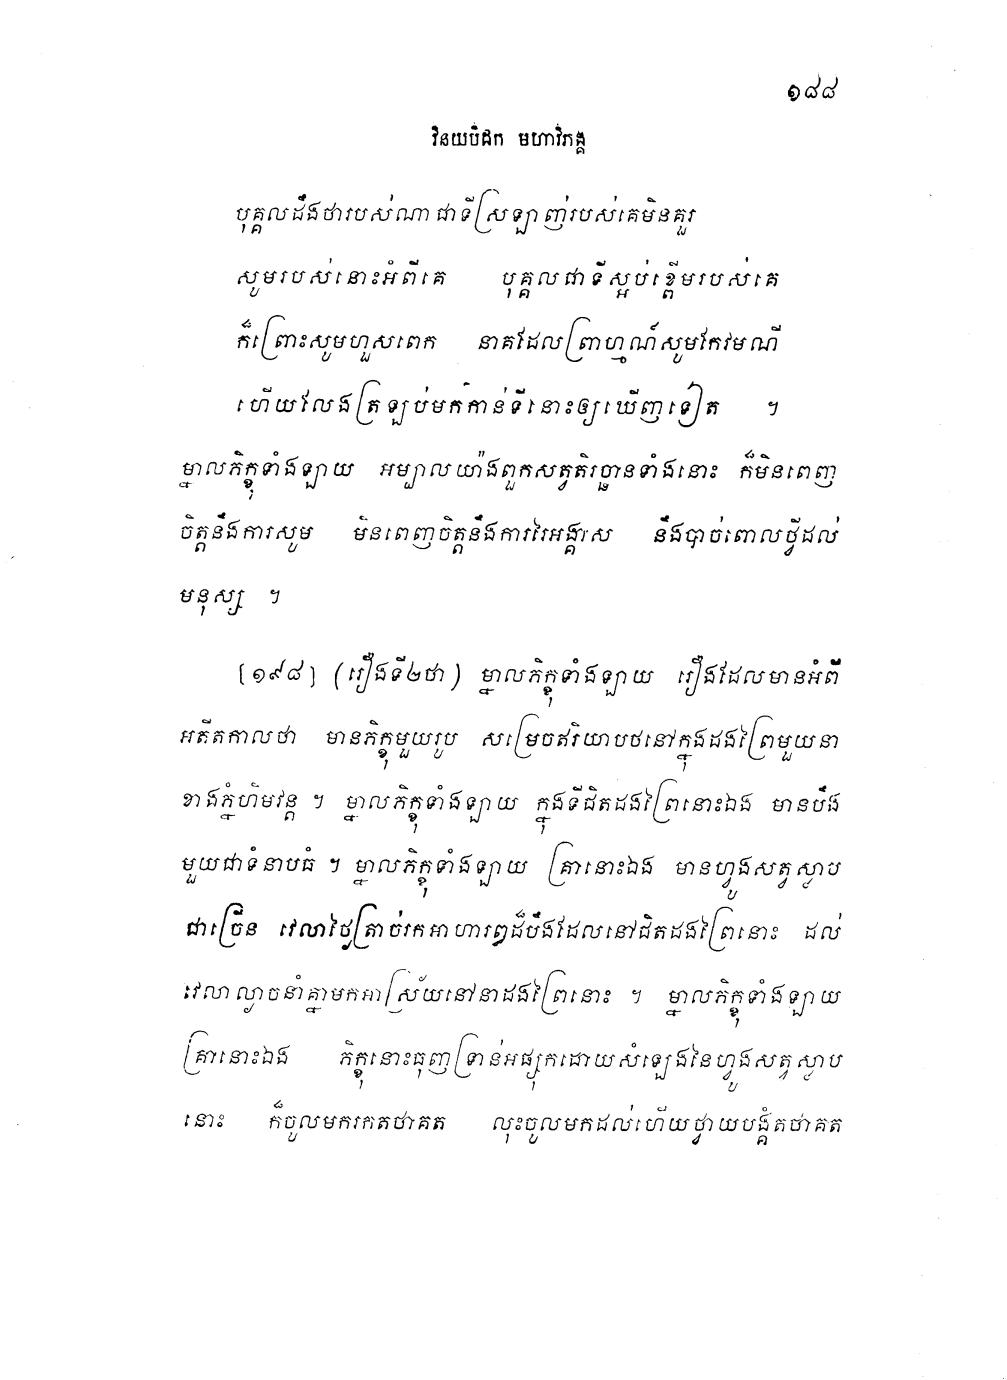 ១៨៨
វិនយបិដក មហាវិភង្គ
បុគ្គលដឹងថារបស់ណាជាទីស្រឡាញ់របស់គេមិនគួរ
សូមរបស់នោះអំពីគេ បុគ្គលជាទីស្អប់ខ្ពើមរបស់គេ
ក៏ព្រោះសូមហួសពេក នាគដែលព្រាហ្មណ៍សូមកែវមណី
ហើយលែងត្រឡប់មកកាន់ទីនោះឲ្យឃើញទៀត ។
ម្នាលភិក្ខុទាំងឡាយ អម្បាលយ៉ាងពួកសត្វតិរច្ឆានទាំងនោះ ក៏មិនពេញ
ចិត្តនឹងការសូម មិនពេញចិត្តនឹងការរៃអង្គាស នឹងបាច់ពោលថ្វីដល់
មនុស្ស ។
[១៩៨] (រឿងទី២ថា) ម្នាលភិក្ខុទាំងឡាយ រឿងដែលមានអំពី
អតីតកាលថា មានភិក្ខុមួយរូប សម្រេចឥរិយាបថនៅក្នុងដងព្រៃមួយនា
ខាងភ្នំហិមវន្ត ។ ម្នាលភិក្ខុទាំងឡាយ ក្នុងទីជិតដងព្រៃនោះឯង មានបឹង
មួយជាទំនាបធំ ។ ម្នាលភិក្ខុទាំងឡាយ គ្រានោះឯង មានហ្វូងសត្វស្លាប
ជាច្រើន វេលាថ្ងៃត្រាច់រកអាហារឰដ៏បឹងដែលនៅជិតដងព្រៃនោះ ដល់
វេលាល្ងាចនាំគ្នាមកអាស្រ័យនៅនាដងព្រៃនោះ ។ ម្នាលភិក្ខុទាំងឡាយ
គ្រានោះឯង ភិក្ខុនោះធុញទ្រាន់អផ្សុកដោយសំឡេងនៃហ្វូងសត្វស្លាប
នោះ ក៏ចូលមករកតថាគត លុះចូលមកដល់ហើយថ្វាយបង្គំតថាគត